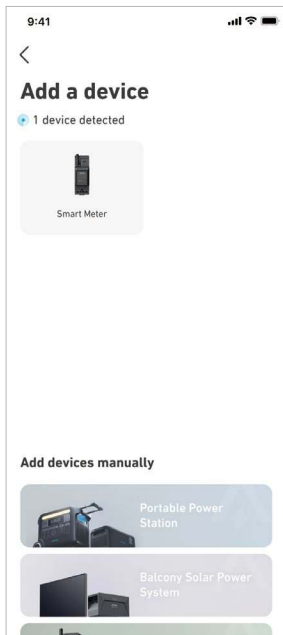 9:41
Add a device
1 device detected
Smart Meter
Add devices manually
Portable Power
Station
Balcony Solar Power
System